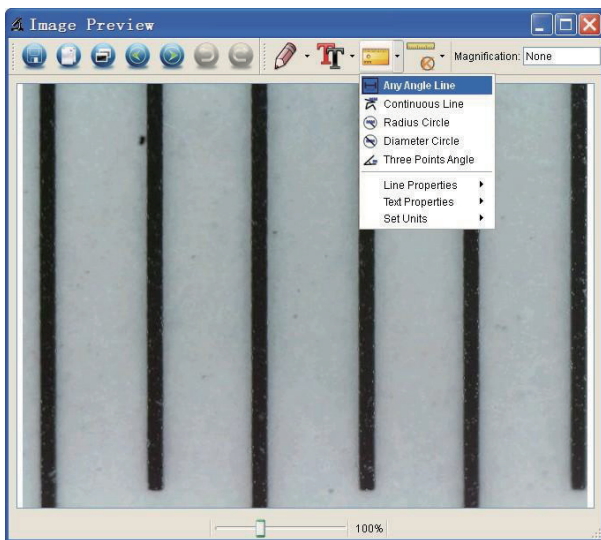 Image Preview
TT
Magnification: None
Any Angle Line
Continuous Line
Radius Circle
Diameter Circle
Three Points Angle
Line Properties
Text Properties
Set Units
100%